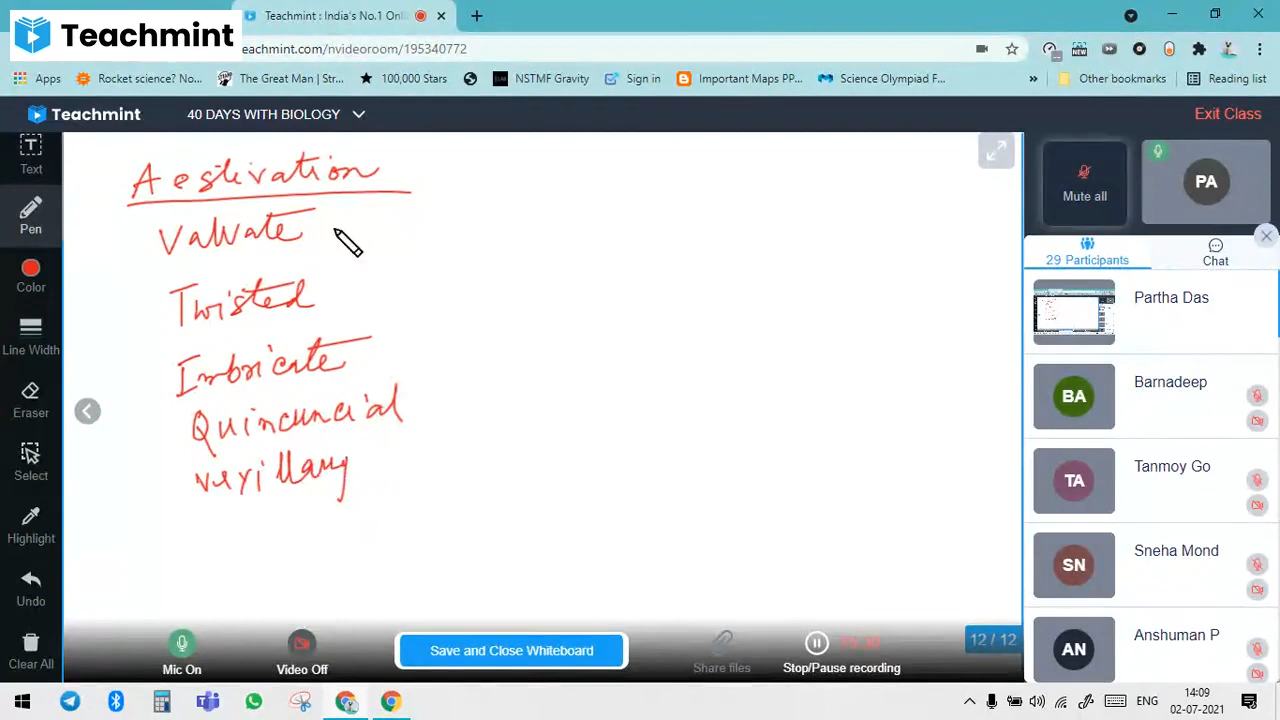 Teachmint
Teachmint : India's No.1 Onl
eachmint.com/nvideoroom/195340772
Apps
Rocket science? No...
The Great Man | Str...
100,000 Stars
NSTMF Gravity
Sign in
Important Maps PP...
Science Olympiad F...
»
Other bookmarks
Reading list
Teachmint
40 DAYS WITH BIOLOGY
Exit Class
Text
Pen
Color
Line Width
Eraser
Select
Highlight
Undo
Clear All
Aestivation
Valvate
Twisted
Imbricate
Quincuncial
vexillary
PA
Mute all
29 Participants
Chat
Partha Das
BA
Barnadeep
TA
Tanmoy Go
SN
Sneha Mond
AN
Anshuman P
Mic On
Video Off
Save and Close Whiteboard
Share files
Stop/Pause recording
12 / 12
ENG
14:09
02-07-2021